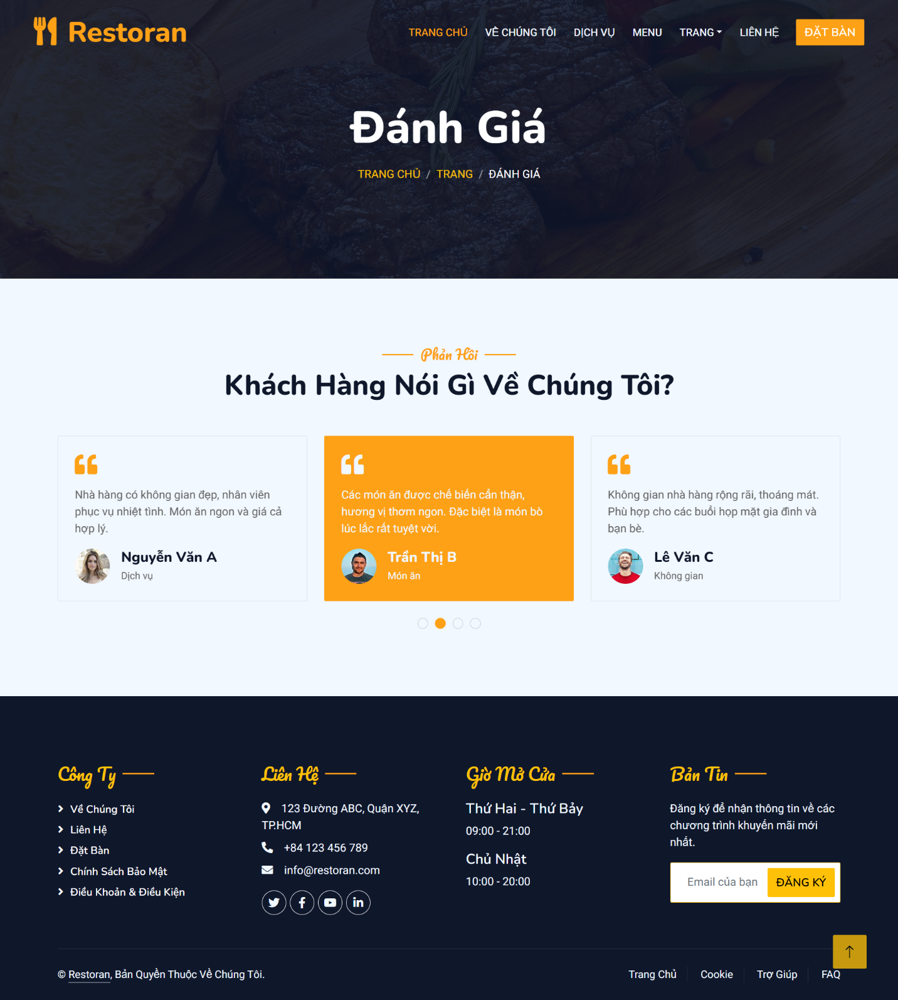 Restoran
TRANG CHỦ VỀ CHÚNG TÔI DỊCH VỤ MENU TRANG LIÊN HỆ ĐẶT BÀN
Đánh Giá
TRANG CHỦ / TRANG / ĐÁNH GIÁ
Phản Hồi
Khách Hàng Nói Gì Về Chúng Tôi?
Nhà hàng có không gian đẹp, nhân viên
phục vụ nhiệt tình. Món ăn ngon và giá cả
hợp lý.
Nguyễn Văn A
Dịch vụ
Các món ăn được chế biến cẩn thận,
hương vị thơm ngon. Đặc biệt là món bò
lúc lắc rất tuyệt vời.
Trần Thị B
Món ăn
Không gian nhà hàng rộng rãi, thoáng mát.
Phù hợp cho các buổi họp mặt gia đình và
bạn bè.
Lê Văn C
Không gian
Công Ty
Về Chúng Tôi
Liên Hệ
Đặt Bàn
Chính Sách Bảo Mật
Điều Khoản & Điều Kiện
Liên Hệ
123 Đường ABC, Quận XYZ,
TP.HCM
+84 123 456 789
info@restoran.com
Giờ Mở Cửa
Thứ Hai - Thứ Bảy
09:00 - 21:00
Chủ Nhật
10:00 - 20:00
Bản Tin
Đăng ký để nhận thông tin về các
chương trình khuyến mãi mới
nhất.
Email của bạn ĐĂNG KÝ
© Restoran, Bản Quyền Thuộc Về Chúng Tôi.
Trang Chủ Cookie Trợ Giúp FAQ